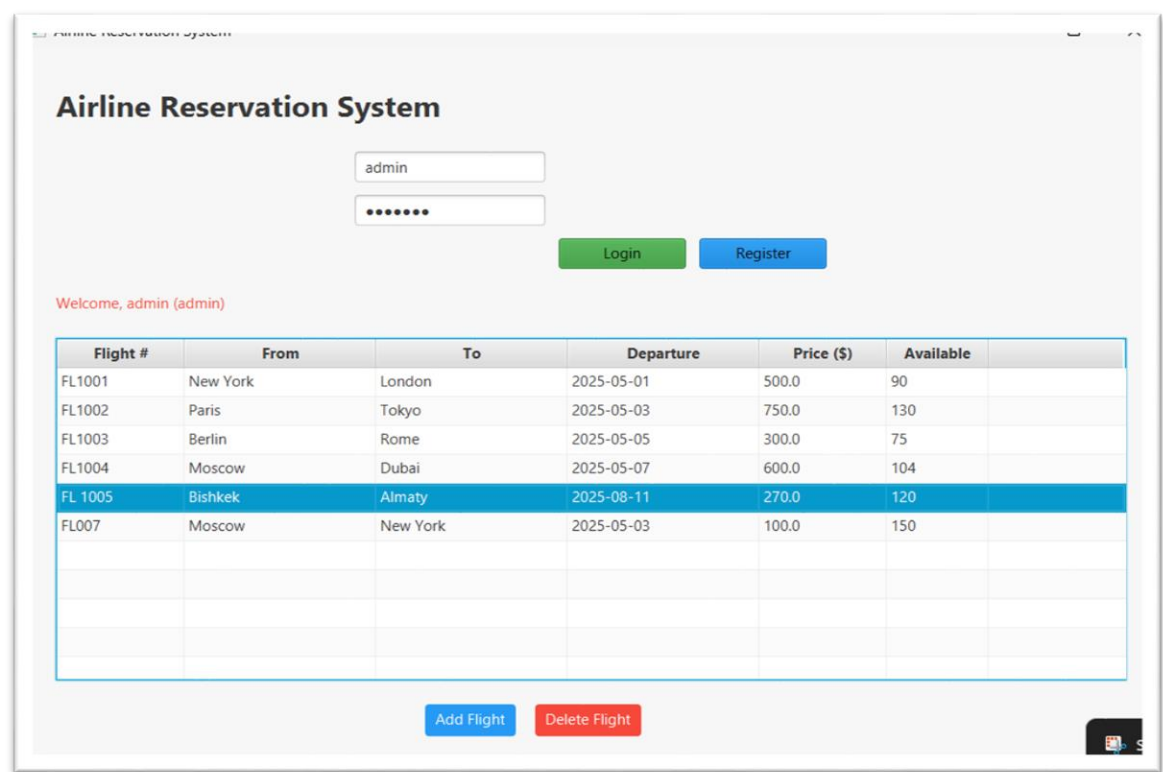 Airline Reservation System
Airline Reservation System
admin
•••••••
Login Register
Welcome, admin (admin)
Flight # From To Departure Price ($) Available
FL1001 New York London 2025-05-01 500.0 90
FL1002 Paris Tokyo 2025-05-03 750.0 130
FL1003 Berlin Rome 2025-05-05 300.0 75
FL1004 Moscow Dubai 2025-05-07 600.0 104
FL 1005 Bishkek Almaty 2025-08-11 270.0 120
FL007 Moscow New York 2025-05-03 100.0 150
Add Flight Delete Flight